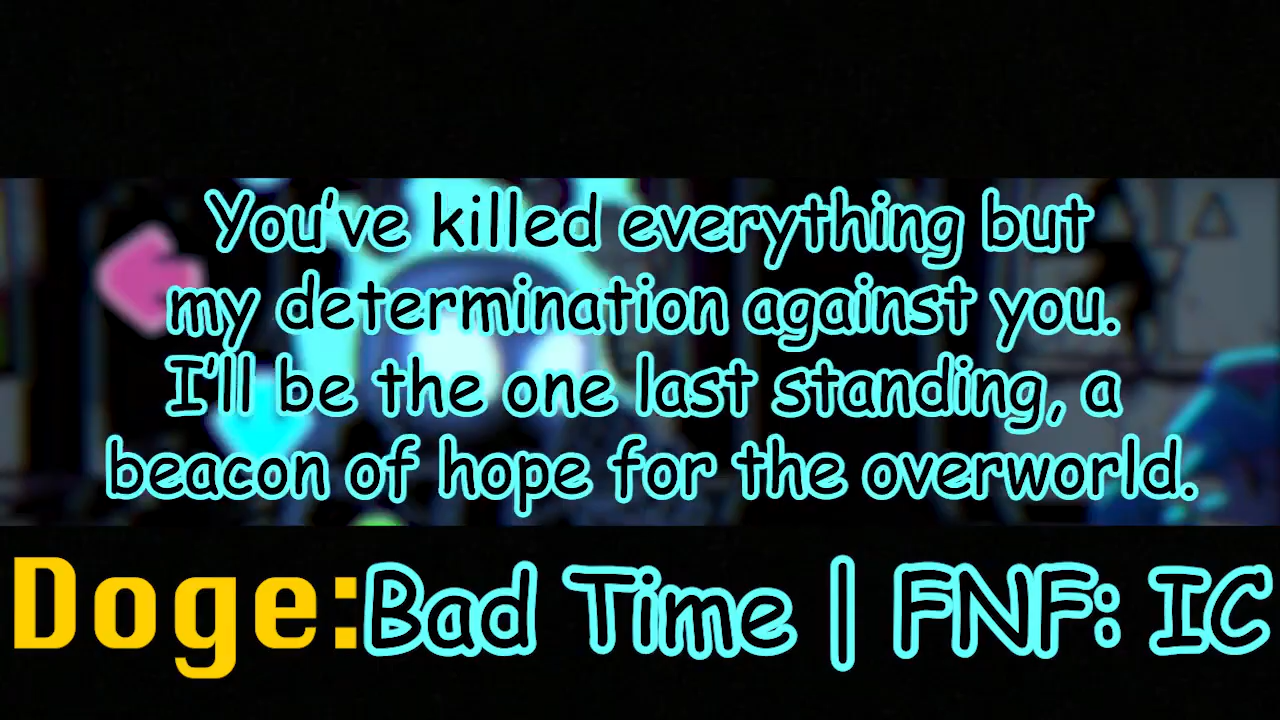 You've killed everything but
my determination against you.
I'll be the one last standing, a
beacon of hope for the overworld.
Doge:Bad Time | FNF: IC